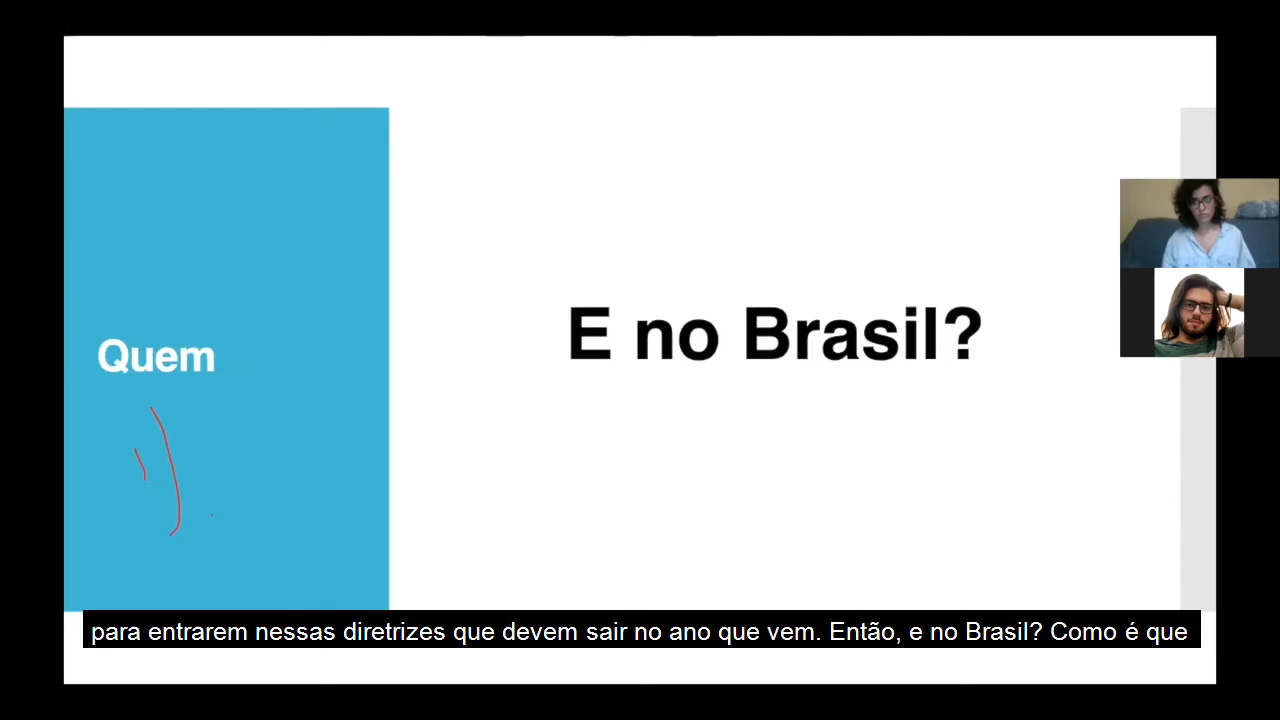 E no Brasil?
Quem
para entrarem nessas diretrizes que devem sair no ano que vem. Então, e no Brasil? Como é que